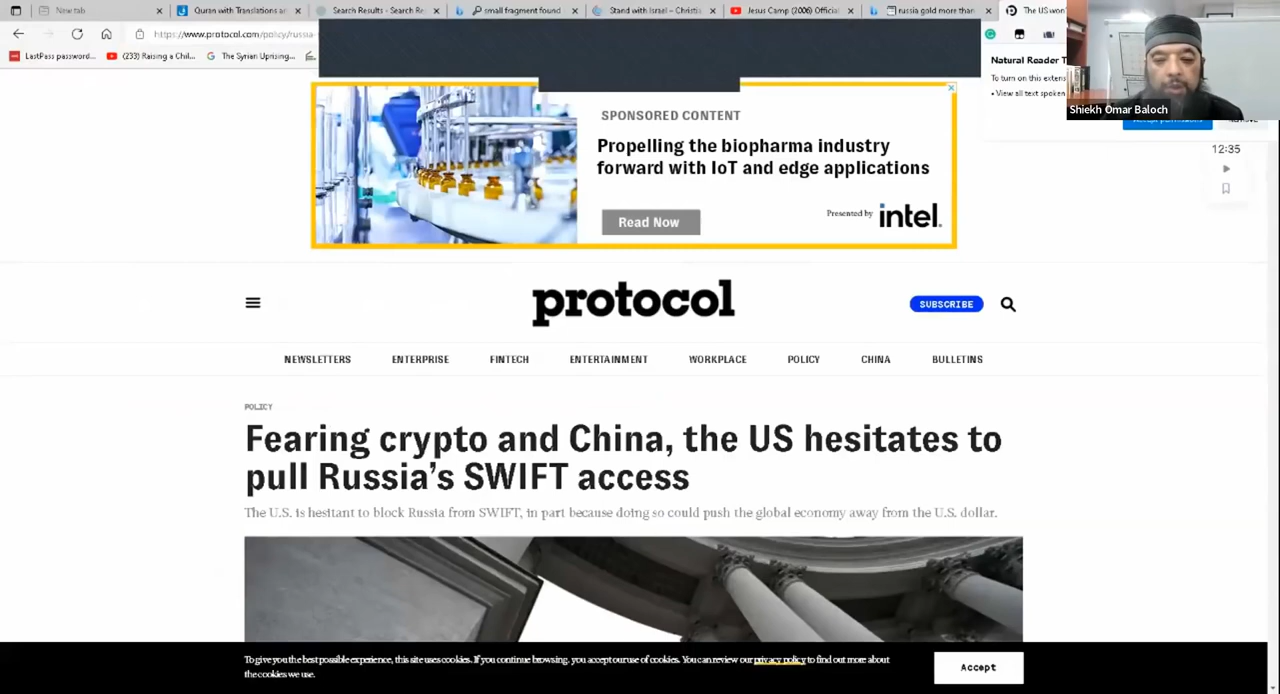 New tab
Quran with Translations a
Search Results - Search Re
small fragment found
Stand with Israel – Christia
Jesus Camp (2006) Officia
russia gold more than
The US won
https://www.protocol.com/policy/russia-
LastPass password...
(233) Raising a Chil...
The Syrian Uprising,...
Natural Reader T
To turn on this exten
• View all text spoken
Shiekh Omar Baloch
12:35
SPONSORED CONTENT
Propelling the biopharma industry
forward with IoT and edge applications
Read Now
Presented by intel.
protocol
SUBSCRIBE
NEWSLETTERS ENTERPRISE FINTECH ENTERTAINMENT WORKPLACE POLICY CHINA BULLETINS
POLICY
Fearing crypto and China, the US hesitates to
pull Russia's SWIFT access
The U.S. is hesitant to block Russia from SWIFT, in part because doing so could push the global economy away from the U.S. dollar.
To give you the best possible experience, this site uses cookies. If you continue browsing, you accept our use of cookies. You can review our privacy policy to find out more about
the cookies we use.
Accept